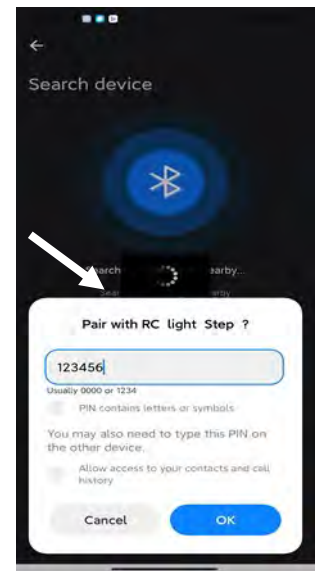 Search device
Search earby...
Pair with RC light Step ?
123456
Usually 0000 or 1234
PIN contains letters or symbols
You may also need to type this PIN on
the other device.
Allow access to your contacts and call
history
Cancel OK